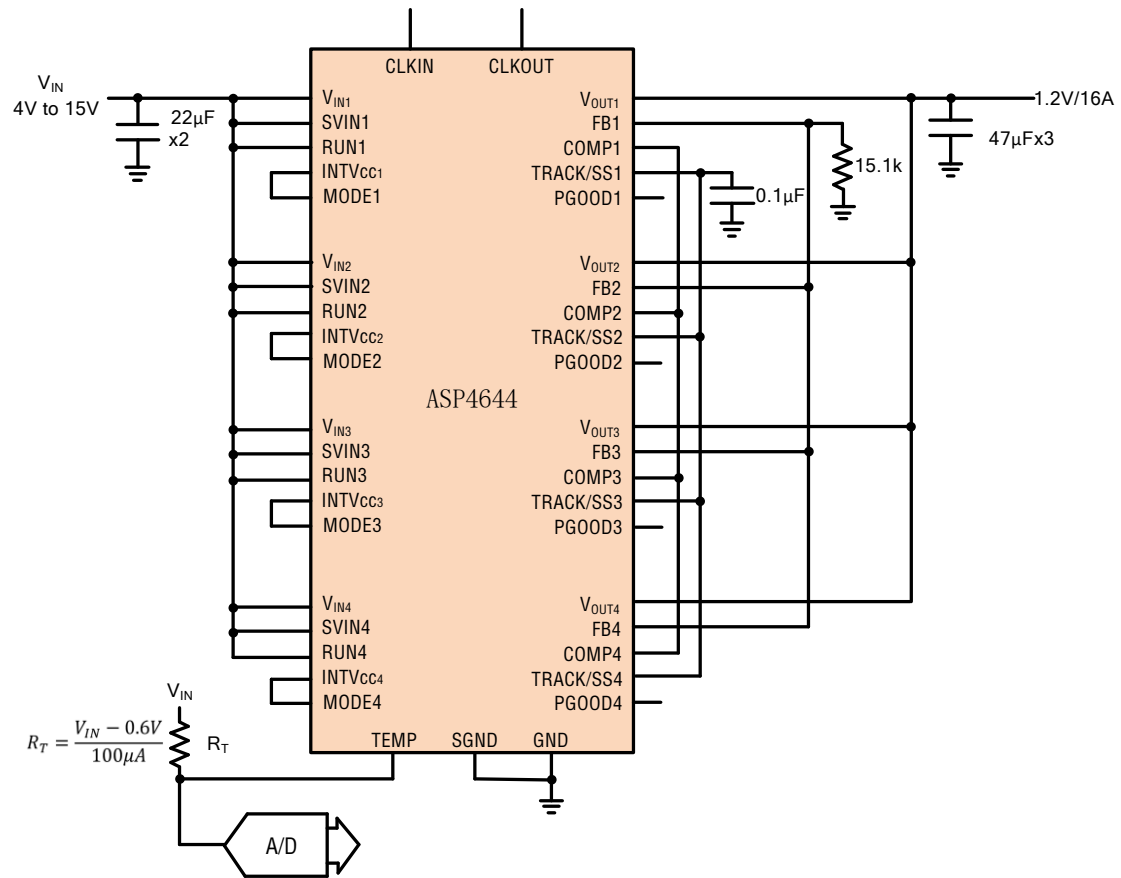 CLKIN CLKOUT
VIN
4V to 15V
22µF
x2
VIN1
SVIN1
RUN1
INTVcc1
MODE1
VIN2
SVIN2
RUN2
INTVcc2
MODE2
VIN3
SVIN3
RUN3
INTVcc3
MODE3
VIN4
SVIN4
RUN4
INTVcc4
MODE4
ASP4644
VOUT1
FB1
COMP1
TRACK/SS1
PGOOD1
VOUT2
FB2
COMP2
TRACK/SS2
PGOOD2
VOUT3
FB3
COMP3
TRACK/SS3
PGOOD3
VOUT4
FB4
COMP4
TRACK/SS4
PGOOD4
1.2V/16A
47µFx3
15.1k
0.1µF
TEMP SGND GND
VIN
RT = (VIN − 0.6V)/100µA
RT
A/D